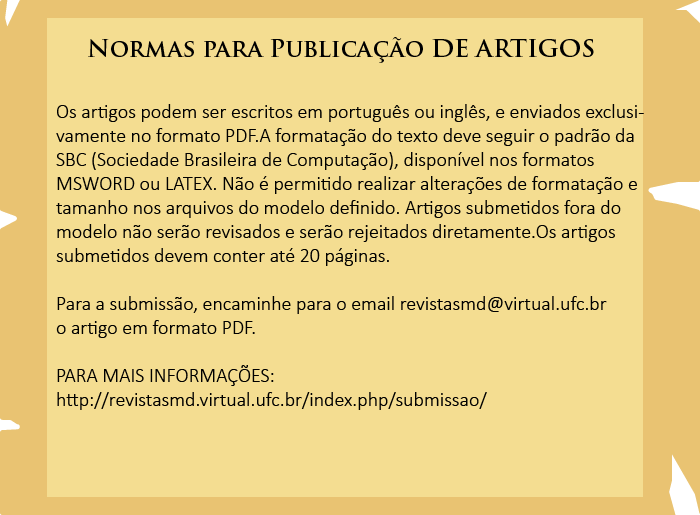 Normas para Publicação DE ARTIGOS
Os artigos podem ser escritos em português ou inglês, e enviados exclusi-
vamente no formato PDF.A formatação do texto deve seguir o padrão da
SBC (Sociedade Brasileira de Computação), disponível nos formatos
MSWORD ou LATEX. Não é permitido realizar alterações de formatação e
tamanho nos arquivos do modelo definido. Artigos submetidos fora do
modelo não serão revisados e serão rejeitados diretamente.Os artigos
submetidos devem conter até 20 páginas.
Para a submissão, encaminhe para o email revistasmd@virtual.ufc.br
o artigo em formato PDF.
PARA MAIS INFORMAÇÕES:
http://revistasmd.virtual.ufc.br/index.php/submissao/